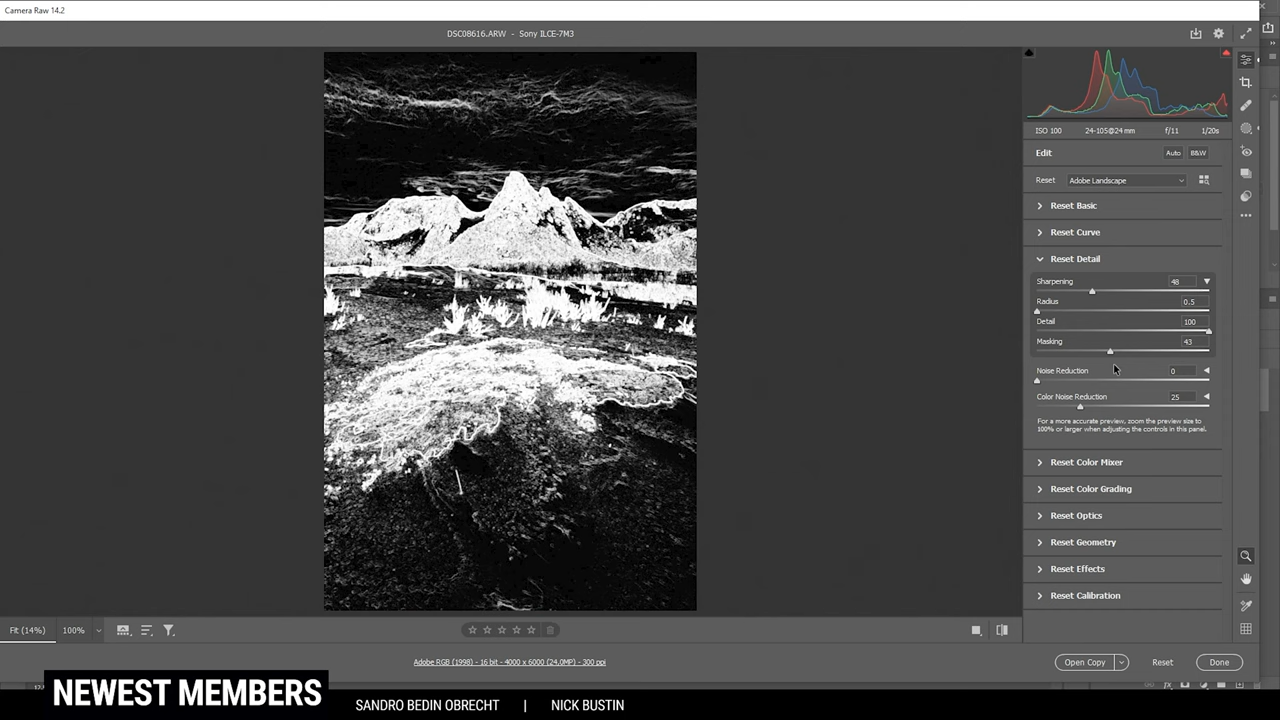 Camera Raw 14.2
DSC08616.ARW - Sony ILCE-7M3
ISO 100 24-105@24 mm f/11 1/20s
Edit Auto B&W
Reset Adobe Landscape
Reset Basic
Reset Curve
Reset Detail
Sharpening 48
Radius 0.5
Detail 100
Masking 43
Noise Reduction 0
Color Noise Reduction 25
For a more accurate preview, zoom the preview size to
100% or larger when adjusting the controls in this panel.
Reset Color Mixer
Reset Color Grading
Reset Optics
Reset Geometry
Reset Effects
Reset Calibration
Fit (14%) 100%
Adobe RGB (1998) - 16 bit - 4000 x 6000 (24.0MP) - 300 ppi
Open Copy Reset Done
NEWEST MEMBERS
SANDRO BEDIN OBRECHT | NICK BUSTIN